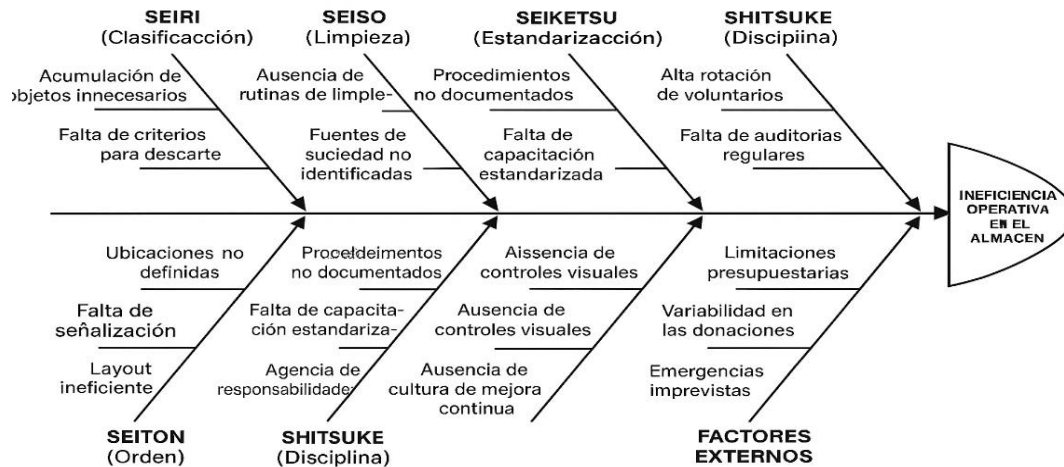 SEIRI
(Clasificacción)
Acumulación de
objetos innecesarios
Falta de criterios
para descarte
SEISO
(Limpieza)
Ausencia de
rutinas de limple-
Fuentes de
suciedad no
identificadas
SEIKETSU
(Estandarizacción)
Procedimientos
no documentados
Falta de
capacitación
estandarizada
SHITSUKE
(Discipiina)
Alta rotación
de voluntarios
Falta de auditorias
regulares
INEFICIENCIA
OPERATIVA
EN EL
ALMACEN
Ubicaciones no
definidas
Falta de
señalización
Layout
ineficiente
SEITON
(Orden)
Procedeimentos
no documentados
Falta de capacita-
ción estandariza-
Agencia de
responsabilidade:
SHITSUKE
(Disciplina)
Aissencia de
controles visuales
Ausencia de
controles visuales
Ausencia de
cultura de mejora
continua
Limitaciones
presupuestarias
Variabilidad en
las donaciones
Emergencias
imprevistas
FACTORES
EXTERNOS